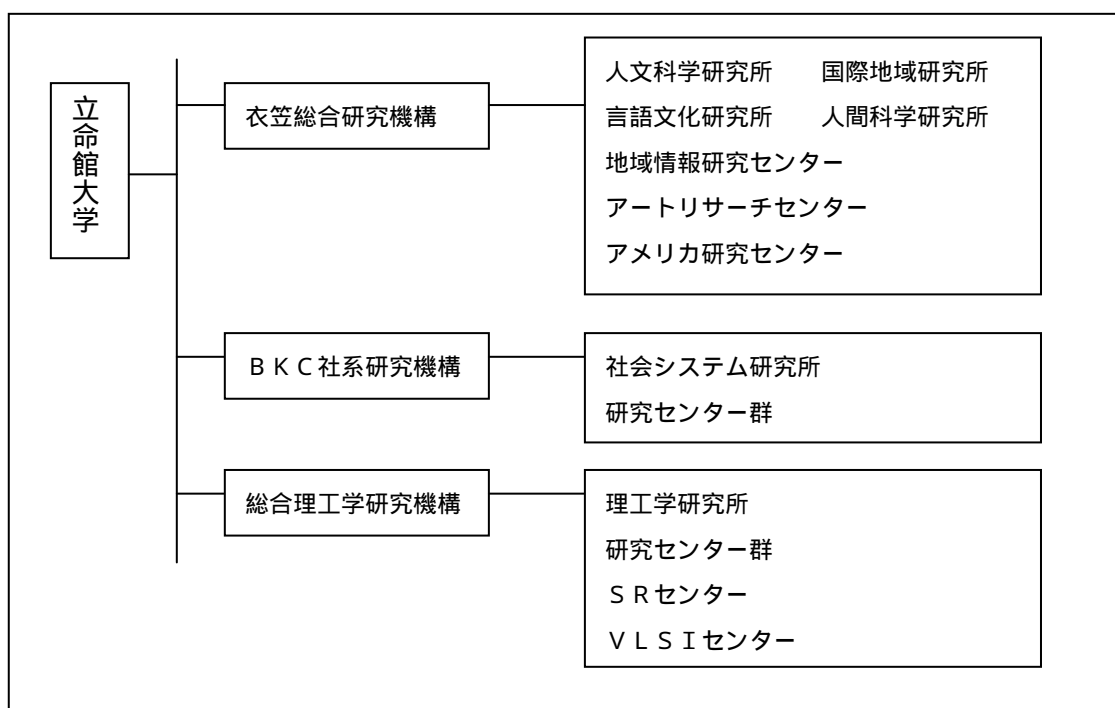 立命館大学
衣笠総合研究機構
人文科学研究所　　国際地域研究所
言語文化研究所　　人間科学研究所
地域情報研究センター
アートリサーチセンター
アメリカ研究センター
ＢＫＣ社系研究機構
社会システム研究所
研究センター群
総合理工学研究機構
理工学研究所
研究センター群
ＳＲセンター
ＶＬＳＩセンター